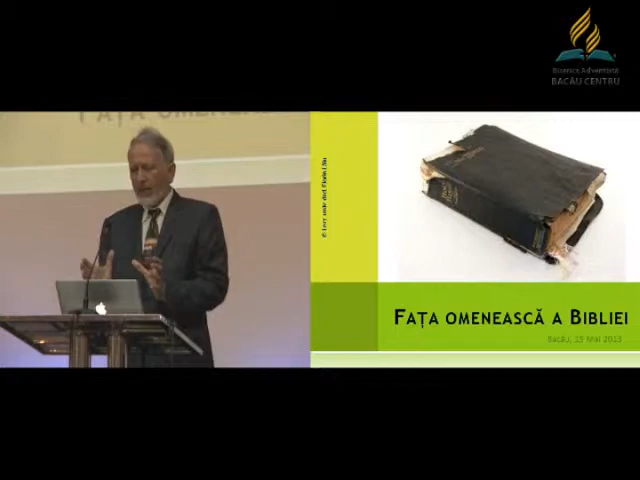 Biserica Adventistă
BACĂU CENTRU
FAȚA OMENEASCĂ A BIBLIEI
Bacău, 15 Mai 2013